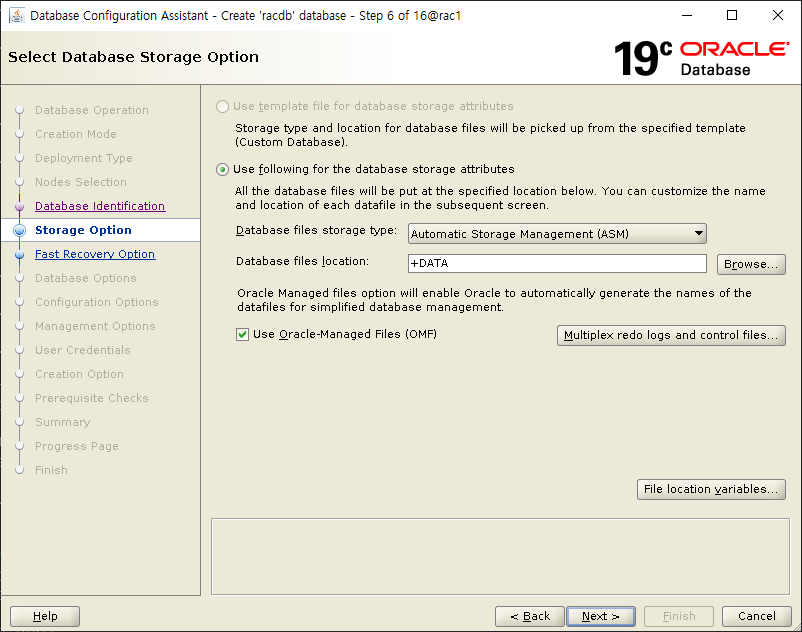 Database Configuration Assistant - Create 'racdb' database - Step 6 of 16@rac1
Select Database Storage Option
19c ORACLE
Database
Database Operation
Creation Mode
Deployment Type
Nodes Selection
Database Identification
Storage Option
Fast Recovery Option
Database Options
Configuration Options
Management Options
User Credentials
Creation Option
Prerequisite Checks
Summary
Progress Page
Finish
Use template file for database storage attributes
Storage type and location for database files will be picked up from the specified template
(Custom Database).
Use following for the database storage attributes
All the database files will be put at the specified location below. You can customize the name
and location of each datafile in the subsequent screen.
Database files storage type: Automatic Storage Management (ASM)
Database files location: +DATA Browse...
Oracle Managed files option will enable Oracle to automatically generate the names of the
datafiles for simplified database management.
Use Oracle-Managed Files (OMF) Multiplex redo logs and control files...
File location variables...
Help < Back Next > Finish Cancel